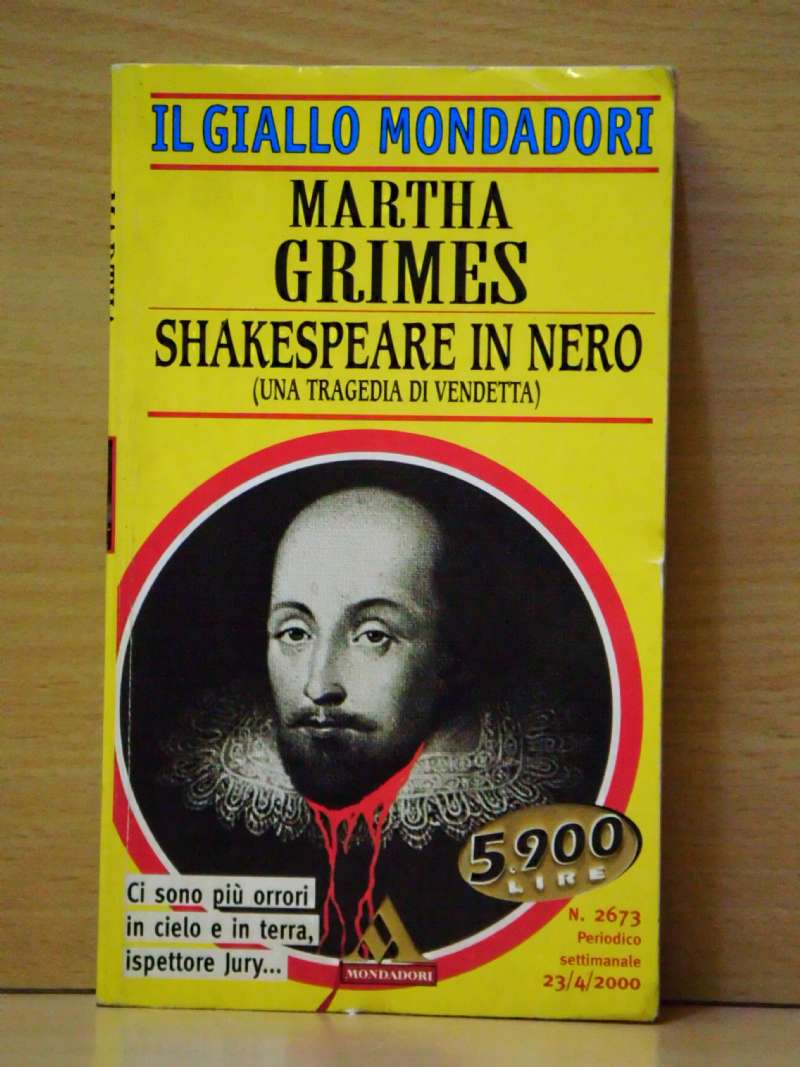 IL GIALLO MONDADORI
MARTHA
GRIMES
SHAKESPEARE IN NERO
(UNA TRAGEDIA DI VENDETTA)
5.900
LIRE
Ci sono più orrori
in cielo e in terra,
ispettore Jury...
MONDADORI
N. 2673
Periodico
settimanale
23/4/2000